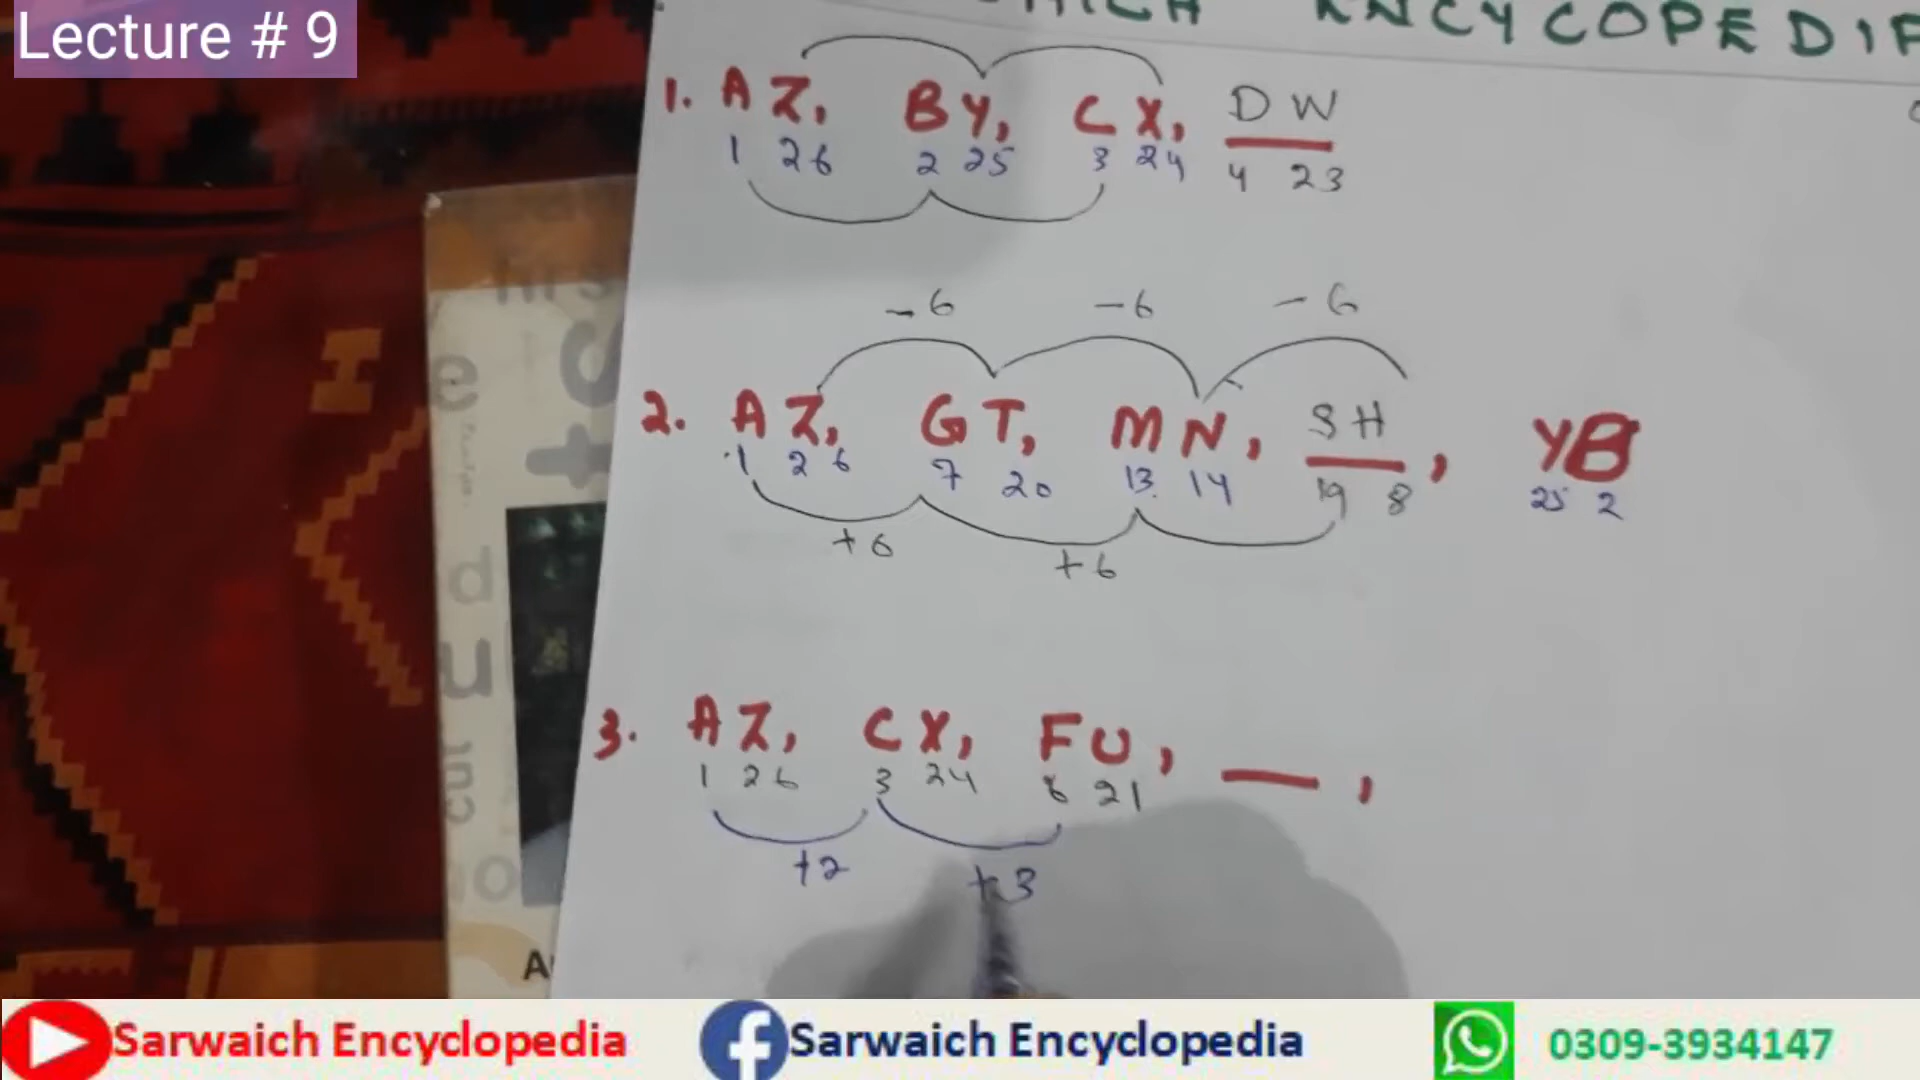 Lecture # 9
ENCYCOPEDI
1. AZ, BY, CX, DW
1 26 2 25 3 24 4 23
-6 -6 -6
2. AZ, GT, MN, SH, YB
1 26 7 20 13 14 19 8 25 2
+6 +6
3. AZ, CX, FU, __,
1 26 3 24 6 21
+2 +3
Sarwaich Encyclopedia Sarwaich Encyclopedia 0309-3934147